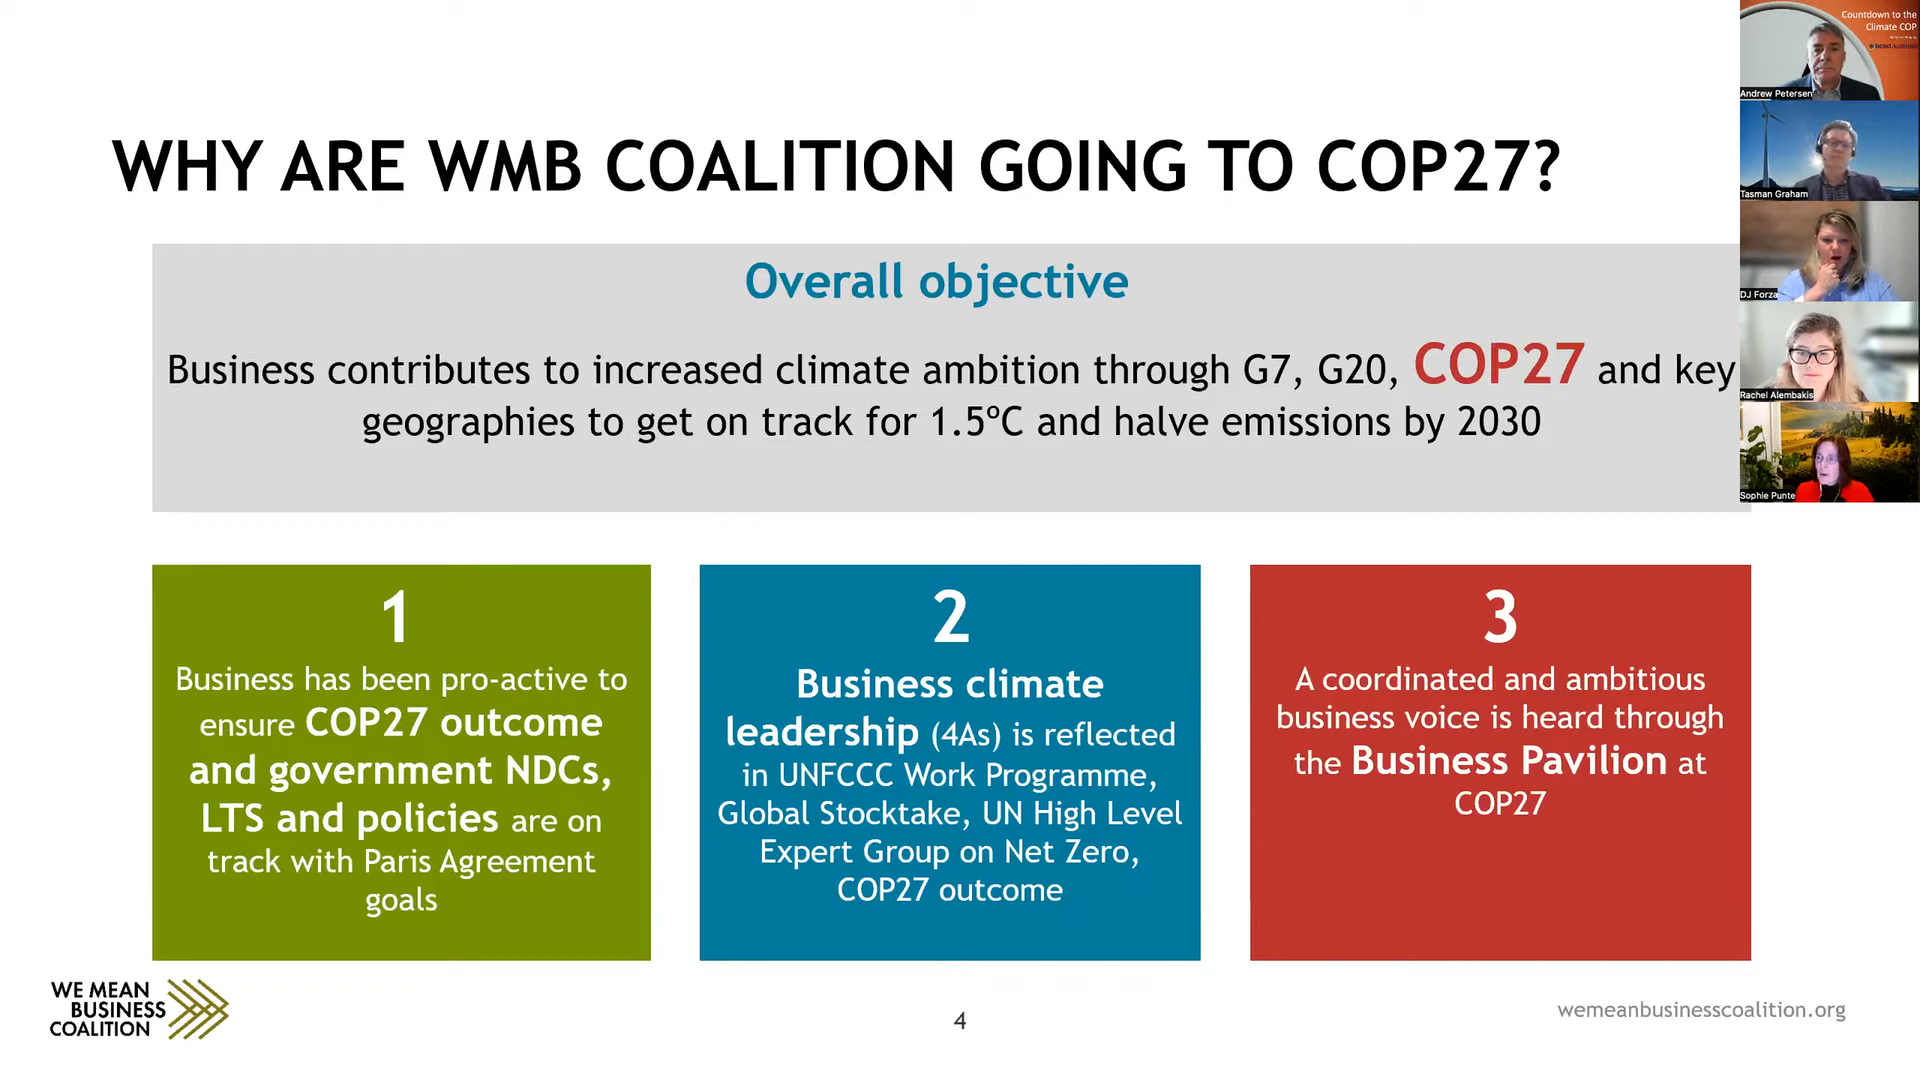 WHY ARE WMB COALITION GOING TO COP27?
Overall objective
Business contributes to increased climate ambition through G7, G20, COP27 and key
geographies to get on track for 1.5ºC and halve emissions by 2030
1
Business has been pro-active to
ensure COP27 outcome
and government NDCs,
LTS and policies are on
track with Paris Agreement
goals
2
Business climate
leadership (4As) is reflected
in UNFCCC Work Programme,
Global Stocktake, UN High Level
Expert Group on Net Zero,
COP27 outcome
3
A coordinated and ambitious
business voice is heard through
the Business Pavilion at
COP27
WE MEAN
BUSINESS
COALITION
4
wemeanbusinesscoalition.org
Countdown to the
Climate COP
bcsd australia
Andrew Petersen
Tasman Graham
DJ Forza
Rachel Alembakis
Sophie Punte